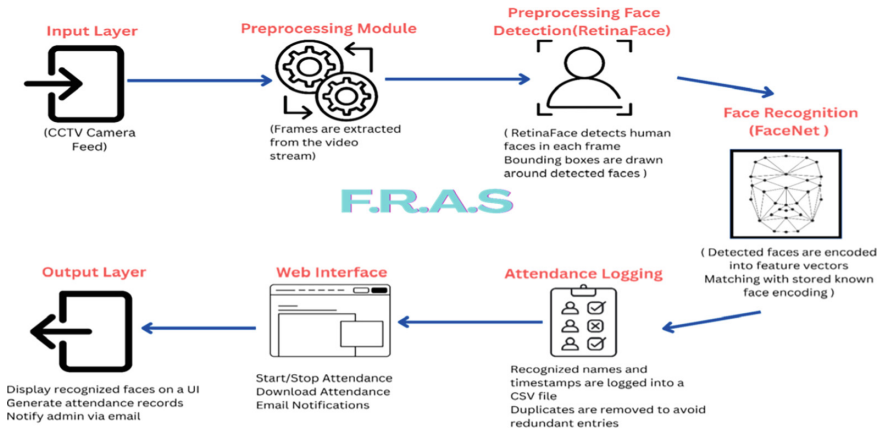 Input Layer
(CCTV Camera
Feed)
Preprocessing Module
(Frames are extracted
from the video
stream)
Preprocessing Face
Detection(RetinaFace)
( RetinaFace detects human
faces in each frame
Bounding boxes are drawn
around detected faces )
Face Recognition
(FaceNet )
( Detected faces are encoded
into feature vectors
Matching with stored known
face encoding )
F.R.A.S
Output Layer
Display recognized faces on a UI
Generate attendance records
Notify admin via email
Web Interface
Start/Stop Attendance
Download Attendance
Email Notifications
Attendance Logging
Recognized names and
timestamps are logged into a
CSV file
Duplicates are removed to avoid
redundant entries